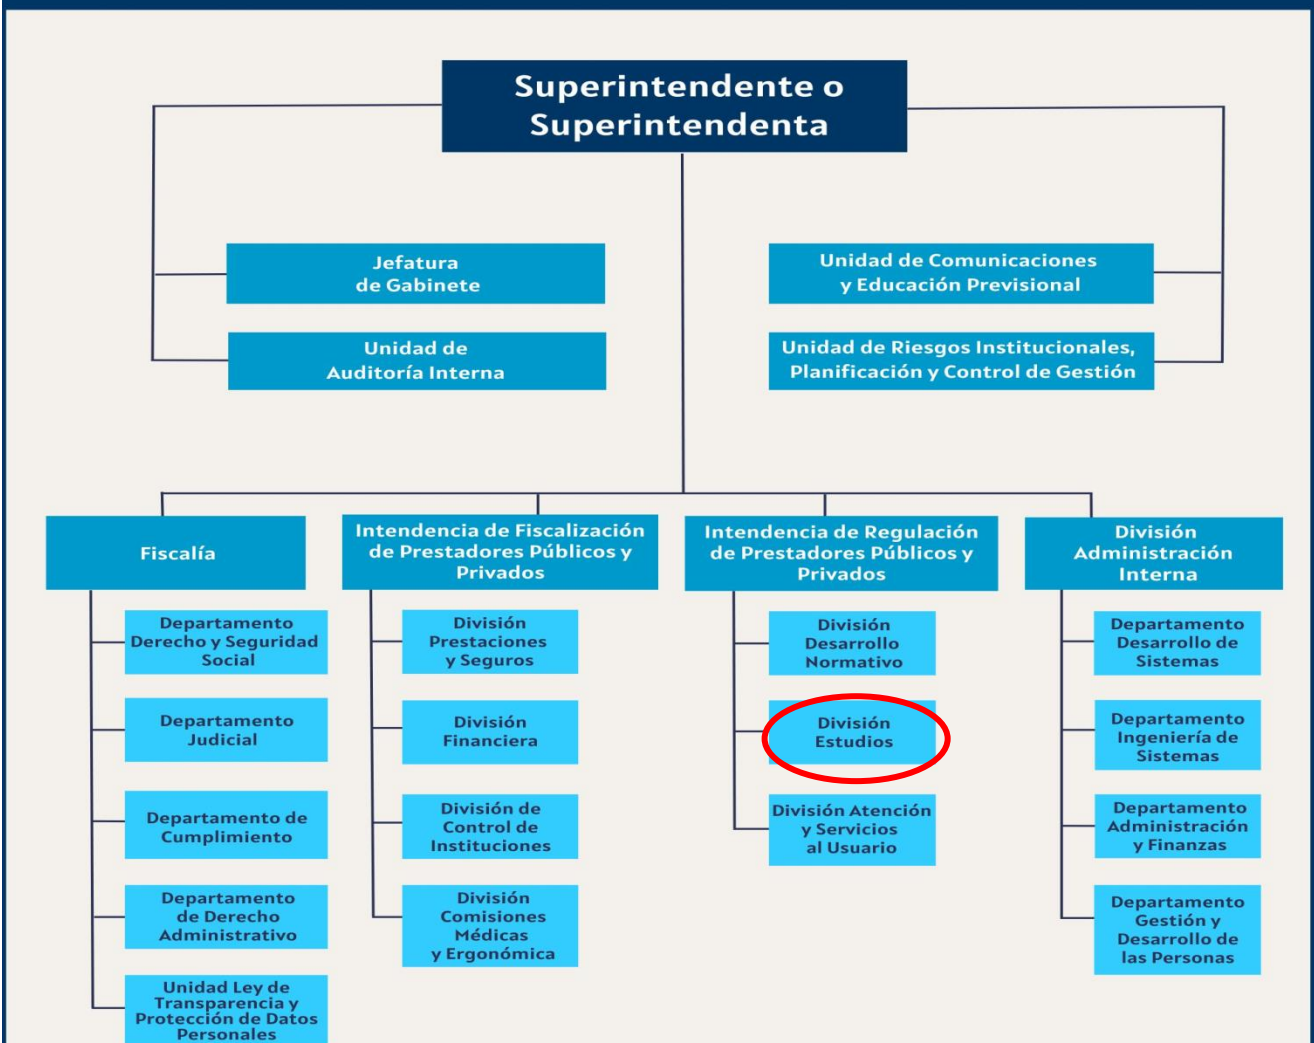 Superintendente o
Superintendenta
Jefatura
de Gabinete
Unidad de Comunicaciones
y Educación Previsional
Unidad de
Auditoría Interna
Unidad de Riesgos Institucionales,
Planificación y Control de Gestión
Fiscalía
Departamento
Derecho y Seguridad
Social
Departamento
Judicial
Departamento de
Cumplimiento
Departamento
de Derecho
Administrativo
Unidad Ley de
Transparencia y
Protección de Datos
Personales
Intendencia de Fiscalización
de Prestadores Públicos y
Privados
División
Prestaciones
y Seguros
División
Financiera
División de
Control de
Instituciones
División
Comisiones
Médicas
y Ergonómica
Intendencia de Regulación
de Prestadores Públicos y
Privados
División
Desarrollo
Normativo
División
Estudios
División Atención
y Servicios
al Usuario
División
Administración
Interna
Departamento
Desarrollo de
Sistemas
Departamento
Ingeniería de
Sistemas
Departamento
Administración
y Finanzas
Departamento
Gestión y
Desarrollo de
las Personas